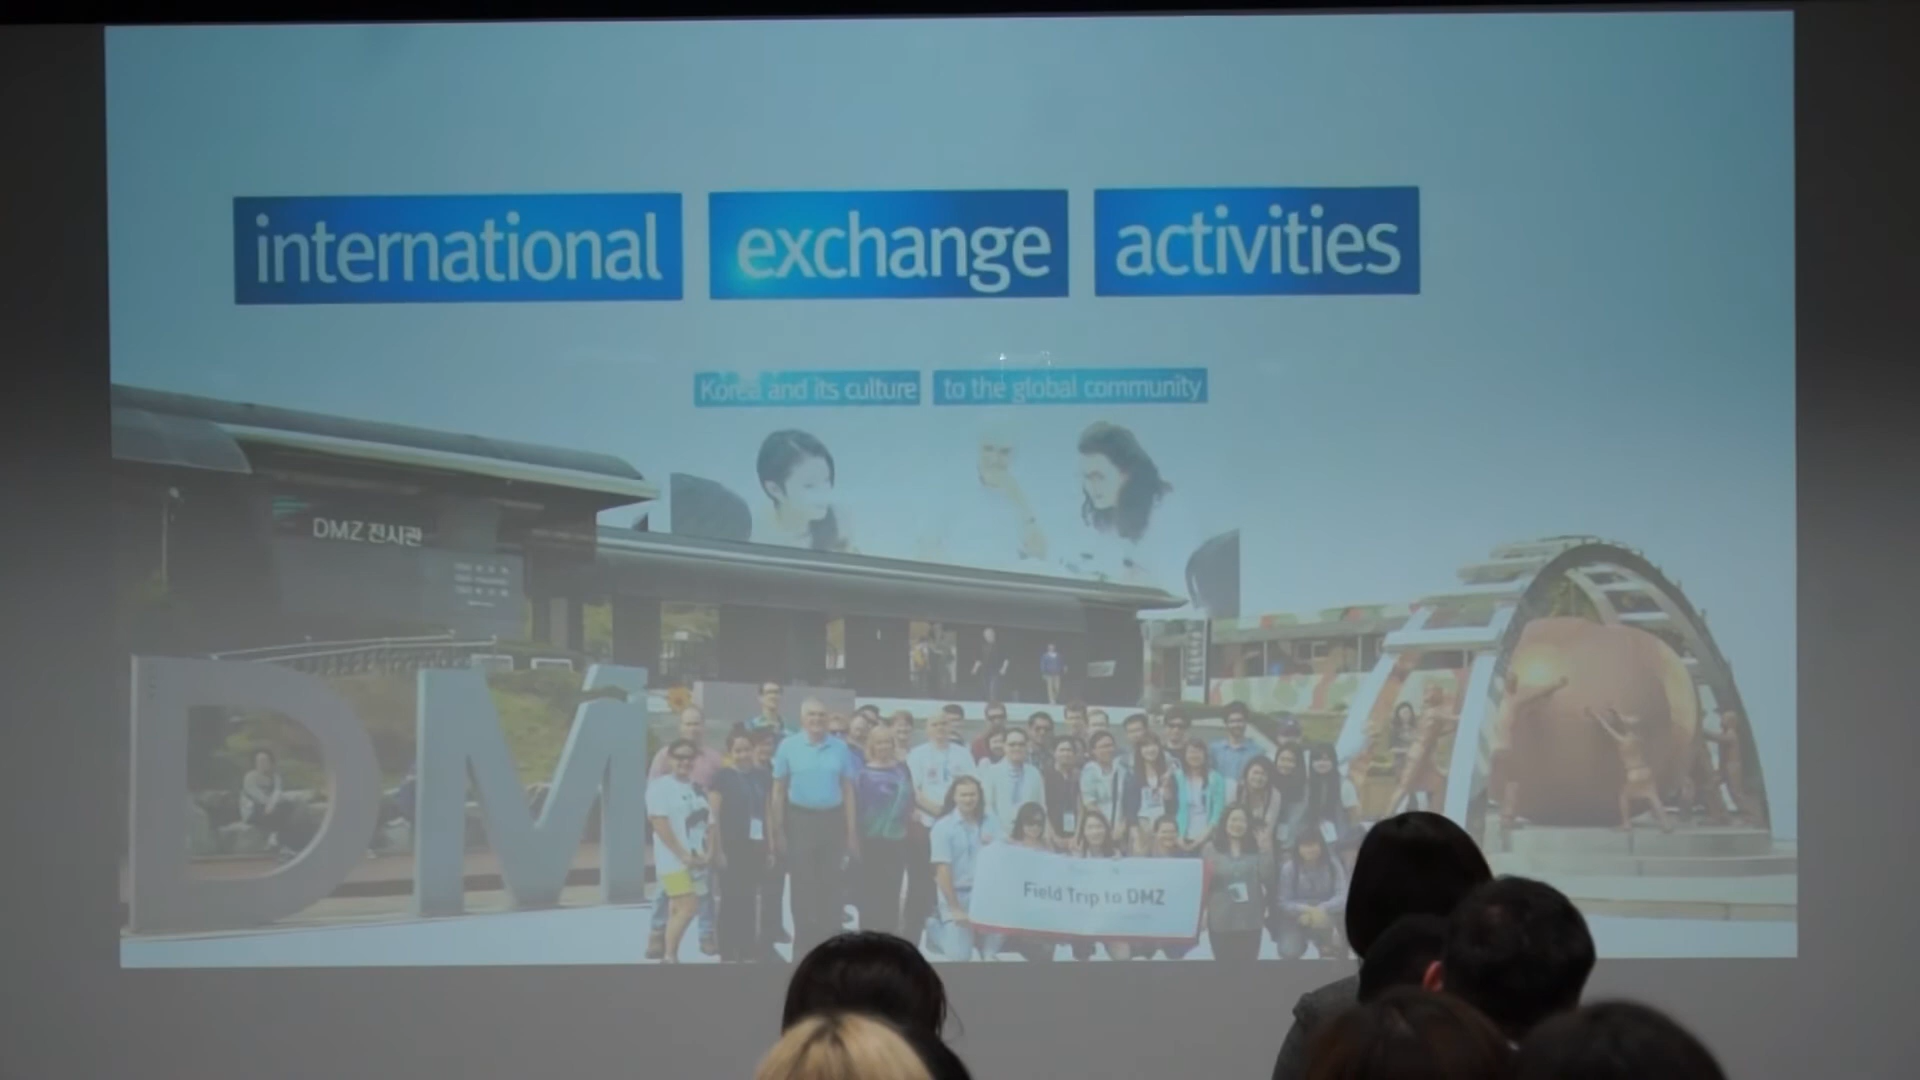 international exchange activities
Korea and its culture to the global community
DMZ 전시관
DM
Field Trip to DMZ